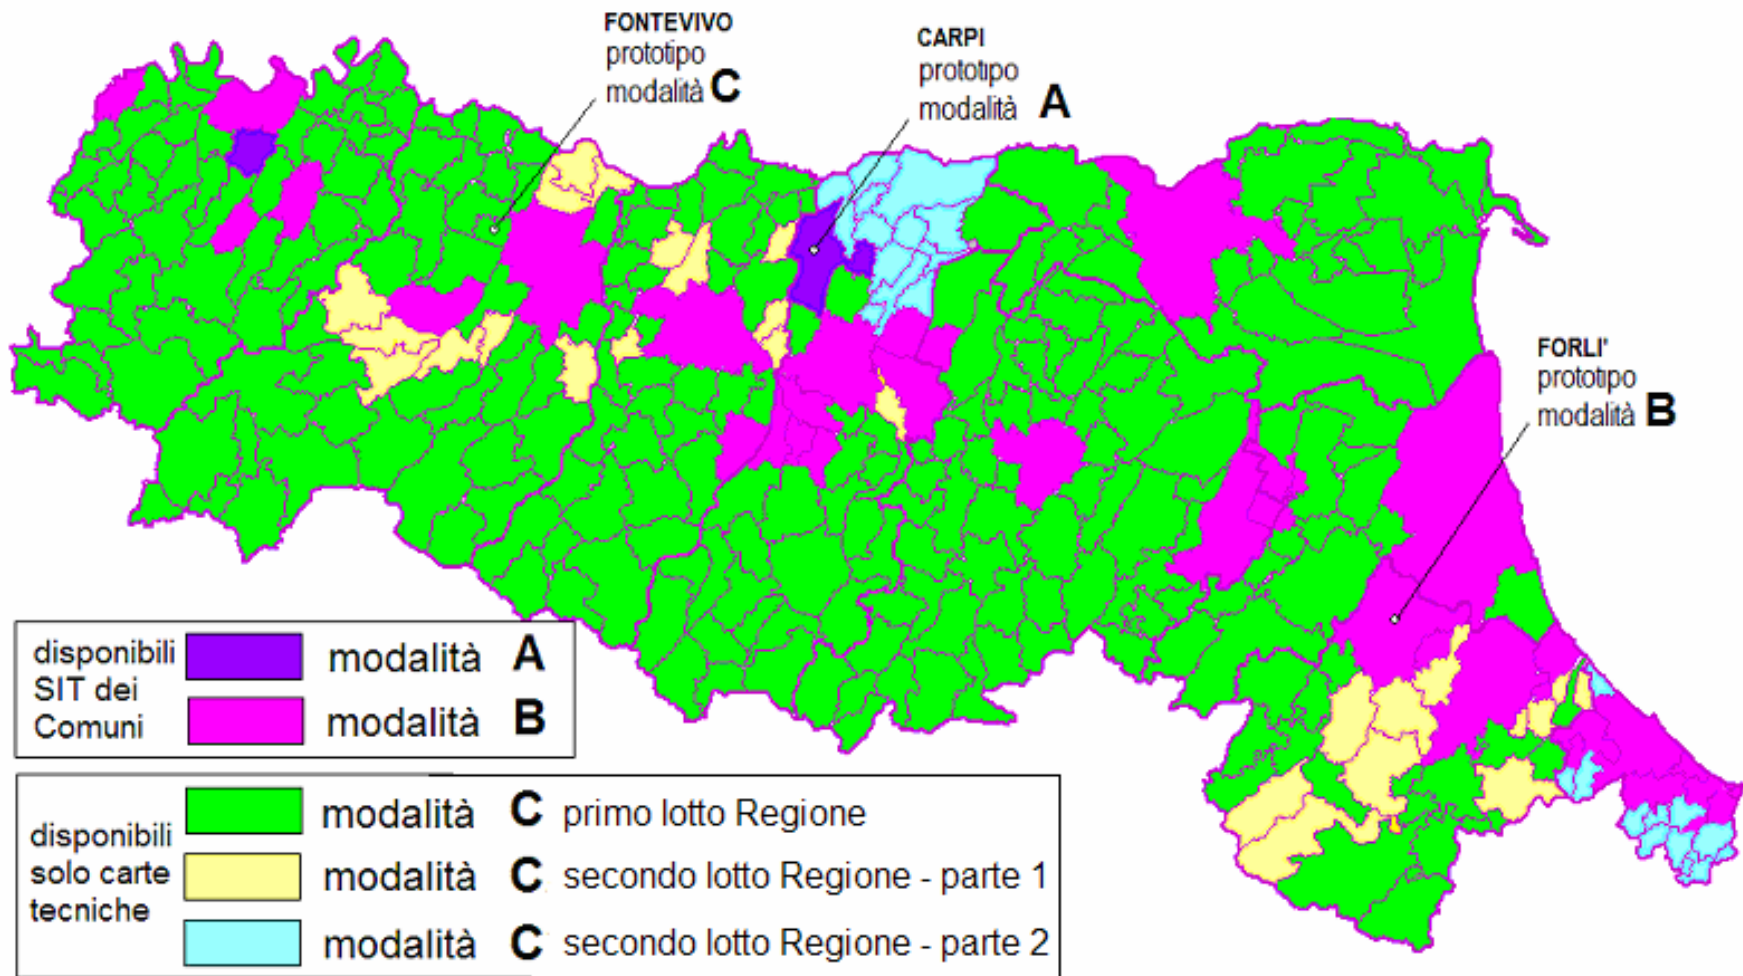 FONTEVIVO
prototipo
modalità C
CARPI
prototipo
modalità A
FORLI'
prototipo
modalità B
disponibili
SIT dei
Comuni
modalità A
modalità B
disponibili
solo carte
tecniche
modalità C primo lotto Regione
modalità C secondo lotto Regione - parte 1
modalità C secondo lotto Regione - parte 2